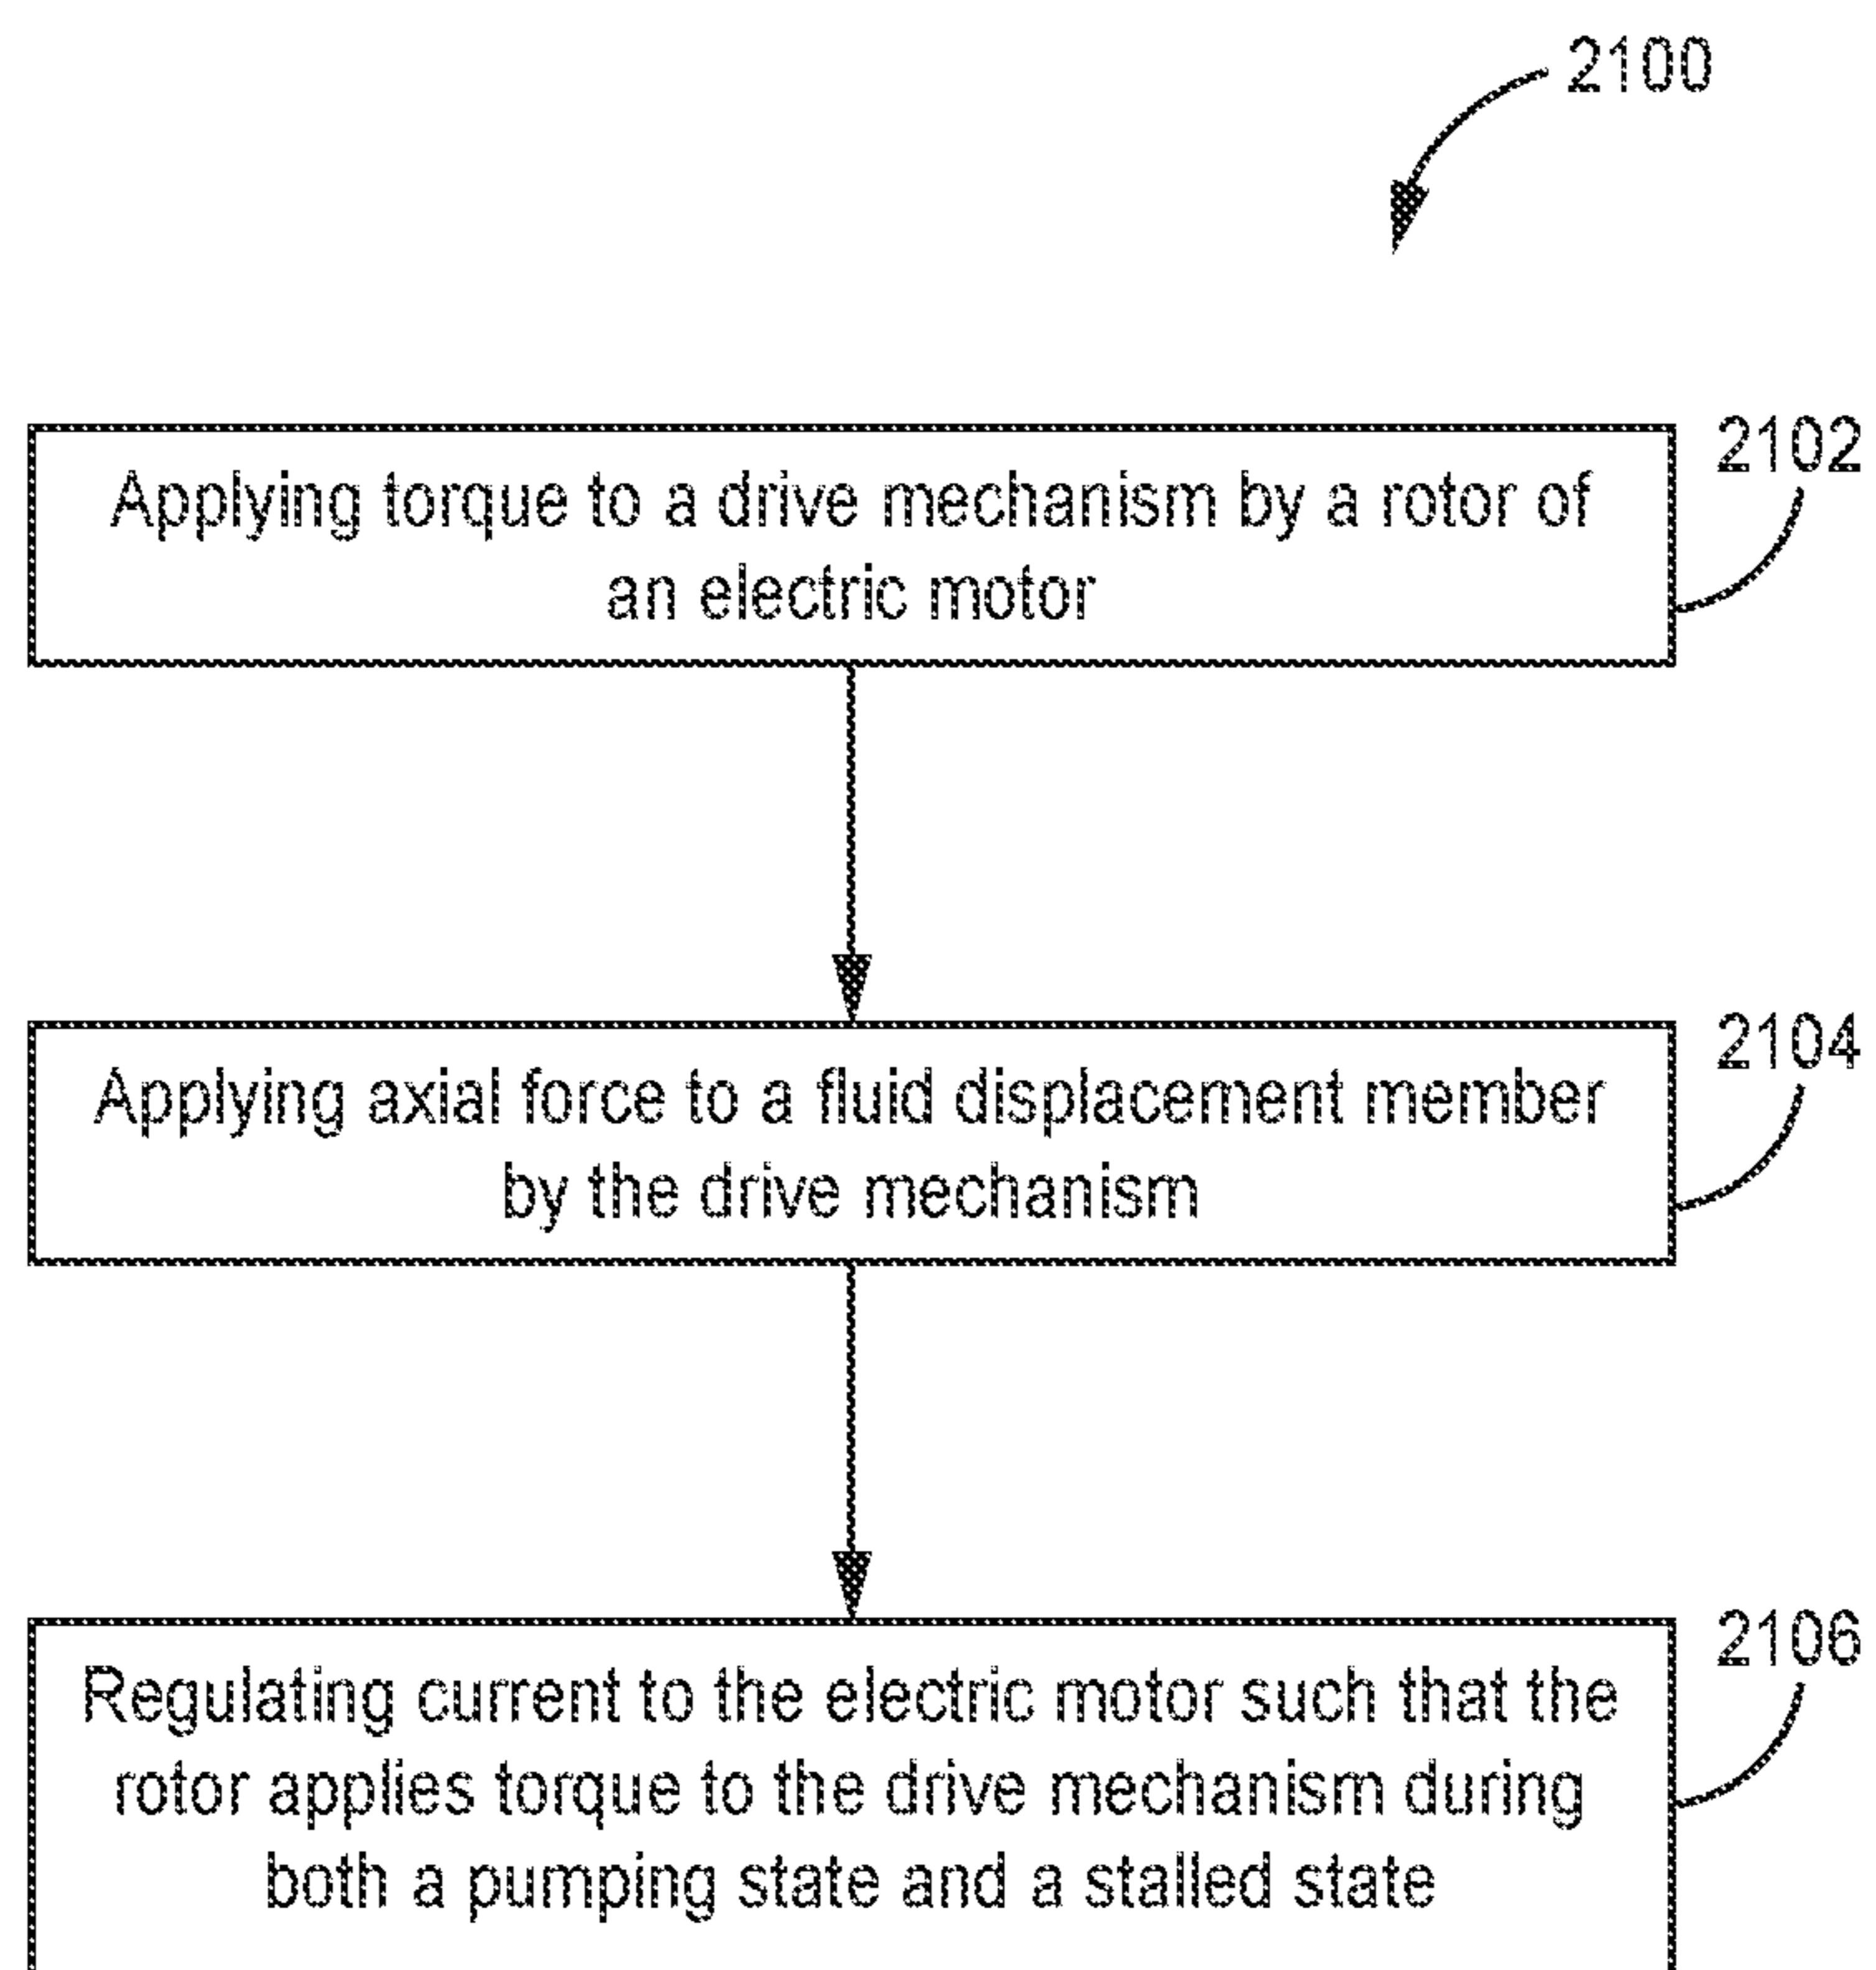 2100
2102
Applying torque to a drive mechanism by a rotor of
an electric motor
2104
Applying axial force to a fluid displacement member
by the drive mechanism
2106
Regulating current to the electric motor such that the
rotor applies torque to the drive mechanism during
both a pumping state and a stalled state